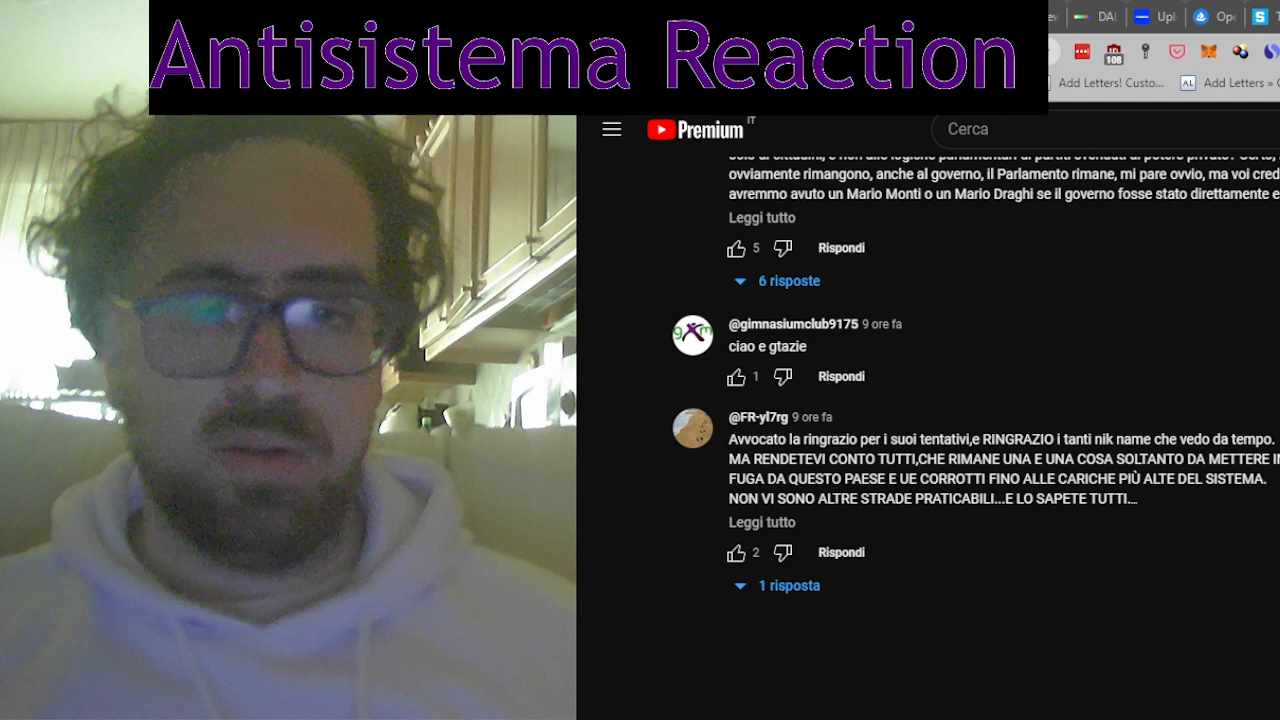 Antisistema Reaction
DAI
Upl
Ope
108
Add Letters! Custo...
AL
Add Letters » C
Premium
IT
Cerca
ovviamente rimangono, anche al governo, il Parlamento rimane, mi pare ovvio, ma voi cred
avremmo avuto un Mario Monti o un Mario Draghi se il governo fosse stato direttamente e
Leggi tutto
5 Rispondi
6 risposte
@gimnasiumclub9175 9 ore fa
ciao e gtazie
1 Rispondi
@FR-yl7rg 9 ore fa
Avvocato la ringrazio per i suoi tentativi,e RINGRAZIO i tanti nik name che vedo da tempo.
MA RENDETEVI CONTO TUTTI,CHE RIMANE UNA E UNA COSA SOLTANTO DA METTERE IN
FUGA DA QUESTO PAESE E UE CORROTTI FINO ALLE CARICHE PIÙ ALTE DEL SISTEMA.
NON VI SONO ALTRE STRADE PRATICABILI...E LO SAPETE TUTTI...
Leggi tutto
2 Rispondi
1 risposta